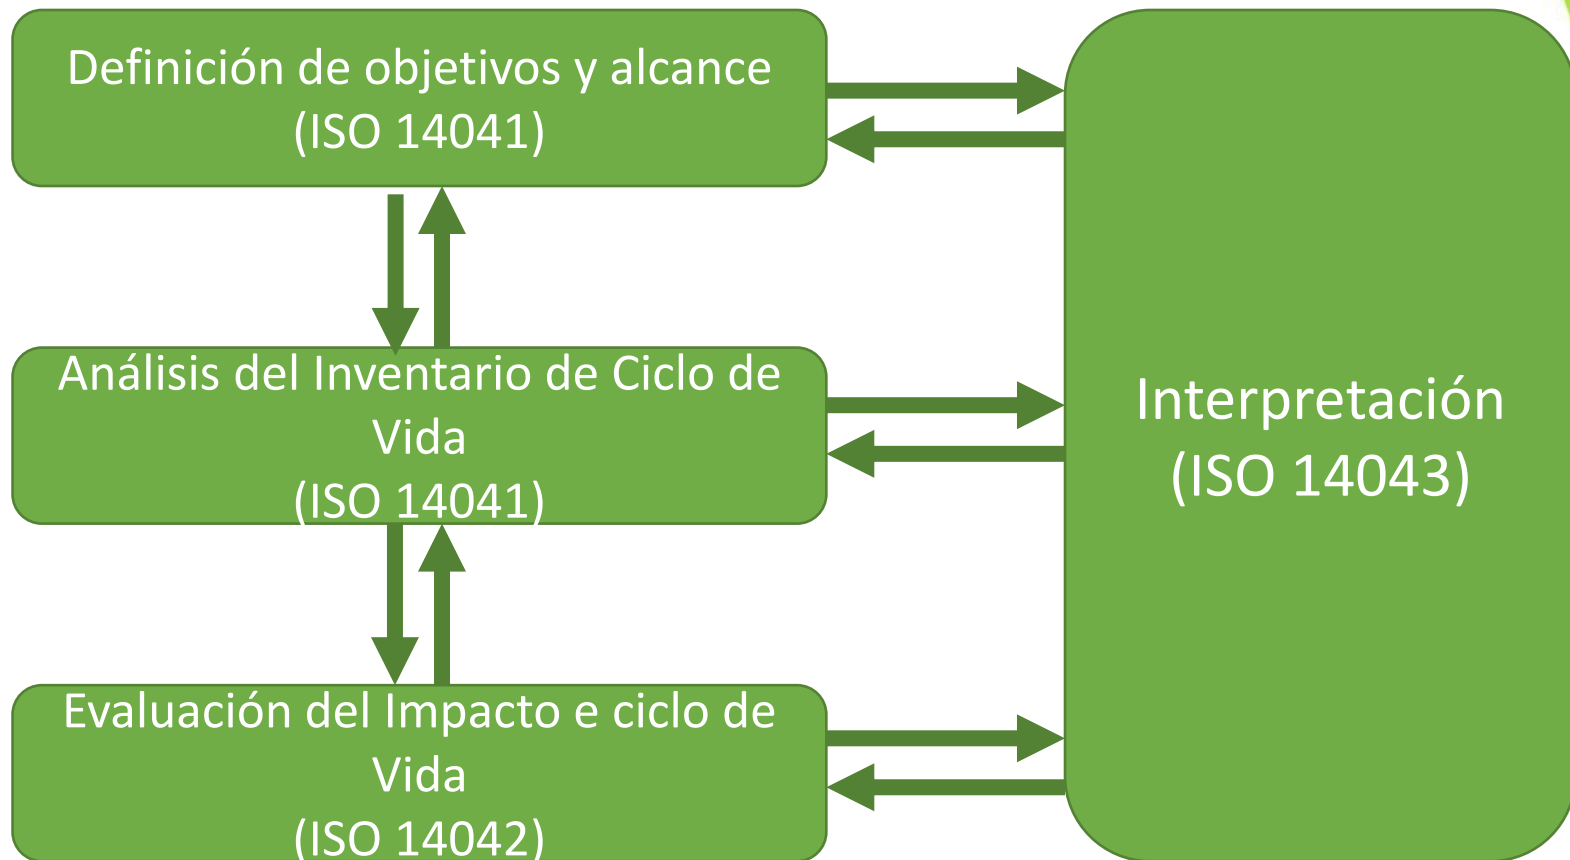 Definición de objetivos y alcance
(ISO 14041)
Análisis del Inventario de Ciclo de
Vida
(ISO 14041)
Evaluación del Impacto e ciclo de
Vida
(ISO 14042)
Interpretación
(ISO 14043)